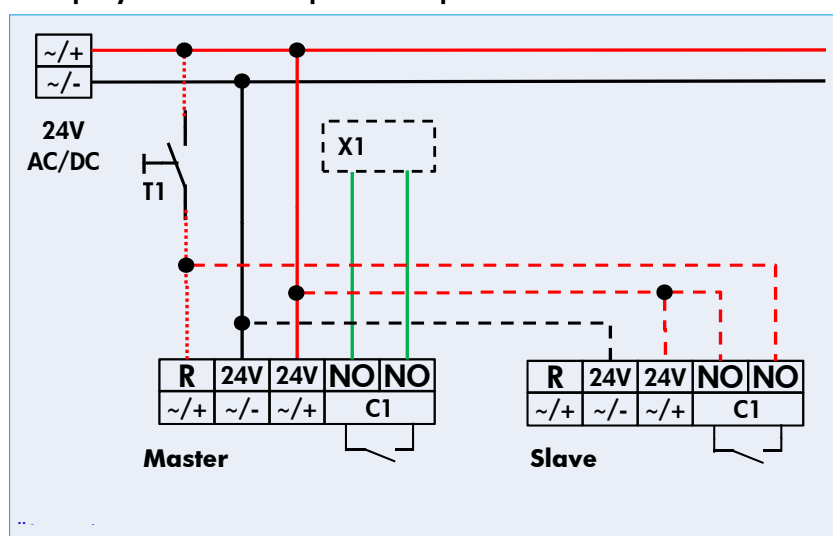 ~/+
~/-
24V
AC/DC
T1
X1
R 24V 24V NO NO
~/+ ~/- ~/+ C1
Master
R 24V 24V NO NO
~/+ ~/- ~/+ C1
Slave